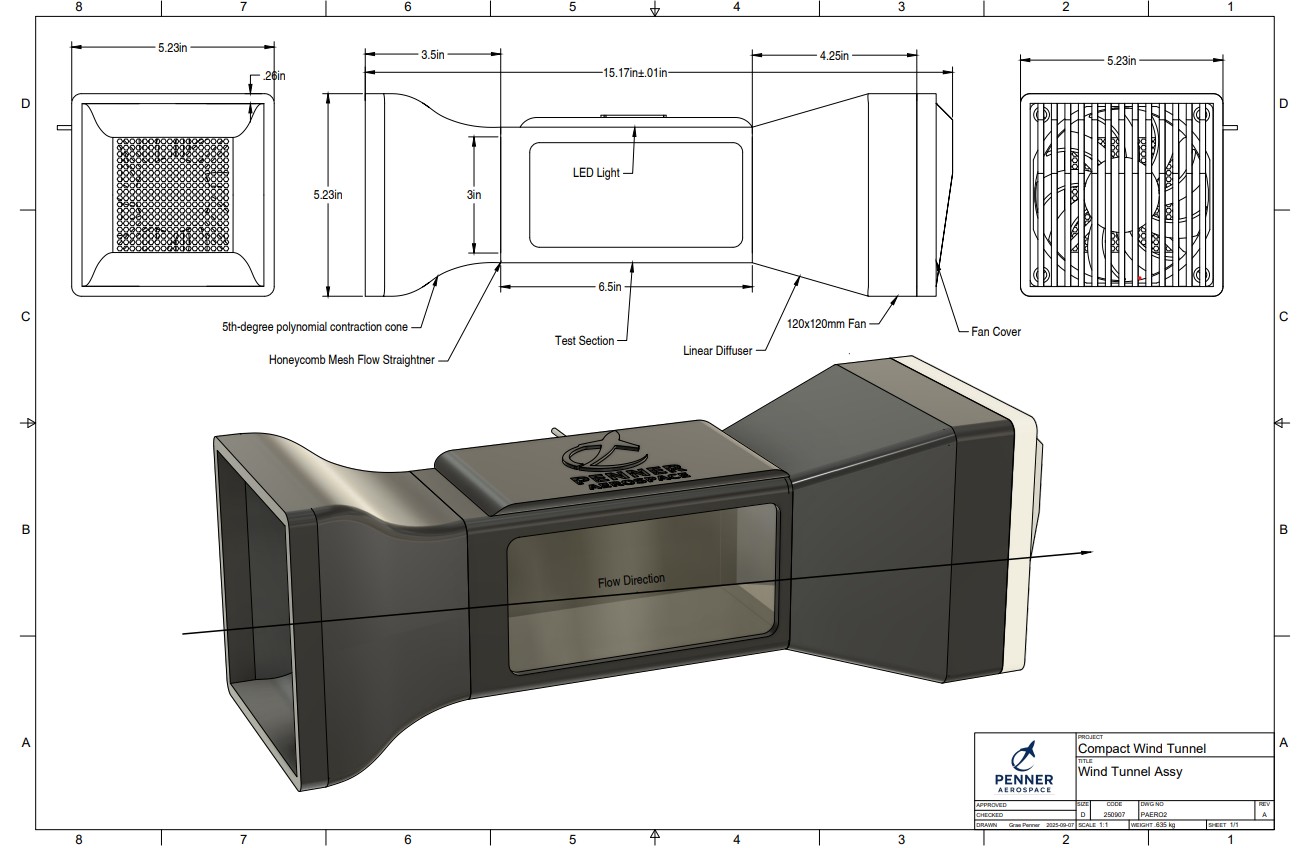 8 7 6 5 4 3 2 1
D
D
C
C
B
B
A
A
5.23in
.26in
3.5in
4.25in
15.17in±.01in
5.23in
5.23in
3in
LED Light
6.5in
5th-degree polynomial contraction cone
Honeycomb Mesh Flow Straightner
Test Section
Linear Diffuser
120x120mm Fan
Fan Cover
PENNER
AEROSPACE
Flow Direction
PENNER
AEROSPACE
PROJECT
Compact Wind Tunnel
TITLE
Wind Tunnel Assy
APPROVED
CHECKED
DRAWN Grae Penner 2025-09-07
SIZE CODE DWG NO REV
D 250907 PAERO2 A
SCALE 1:1 WEIGHT .635 kg SHEET 1/1
8 7 6 5 4 3 2 1